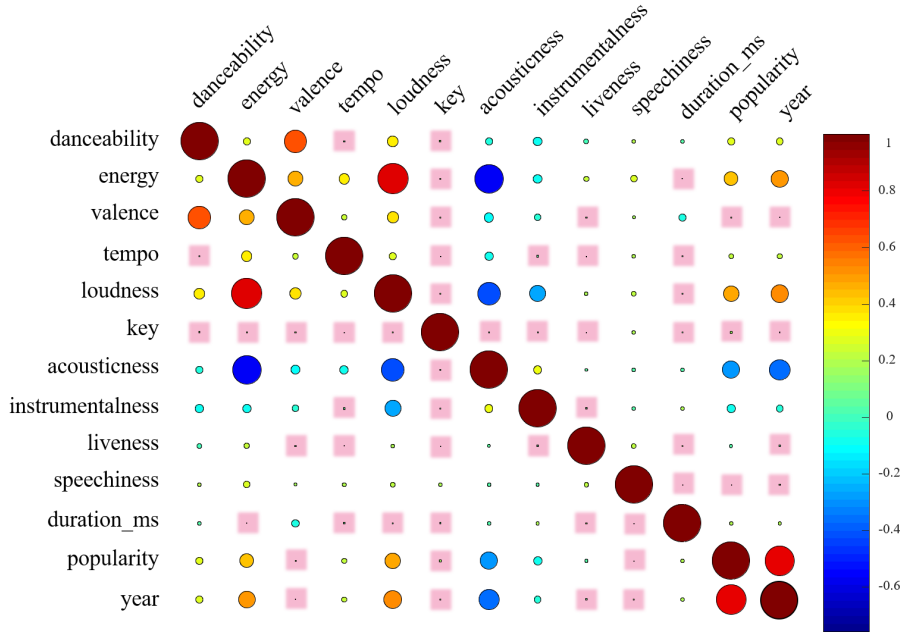 danceability
energy
valence
tempo
loudness
key
acousticness
instrumentalness
liveness
speechiness
duration_ms
popularity
year
danceability
energy
valence
tempo
loudness
key
acousticness
instrumentalness
liveness
speechiness
duration_ms
popularity
year
1
0.8
0.6
0.4
0.2
0
-0.2
-0.4
-0.6